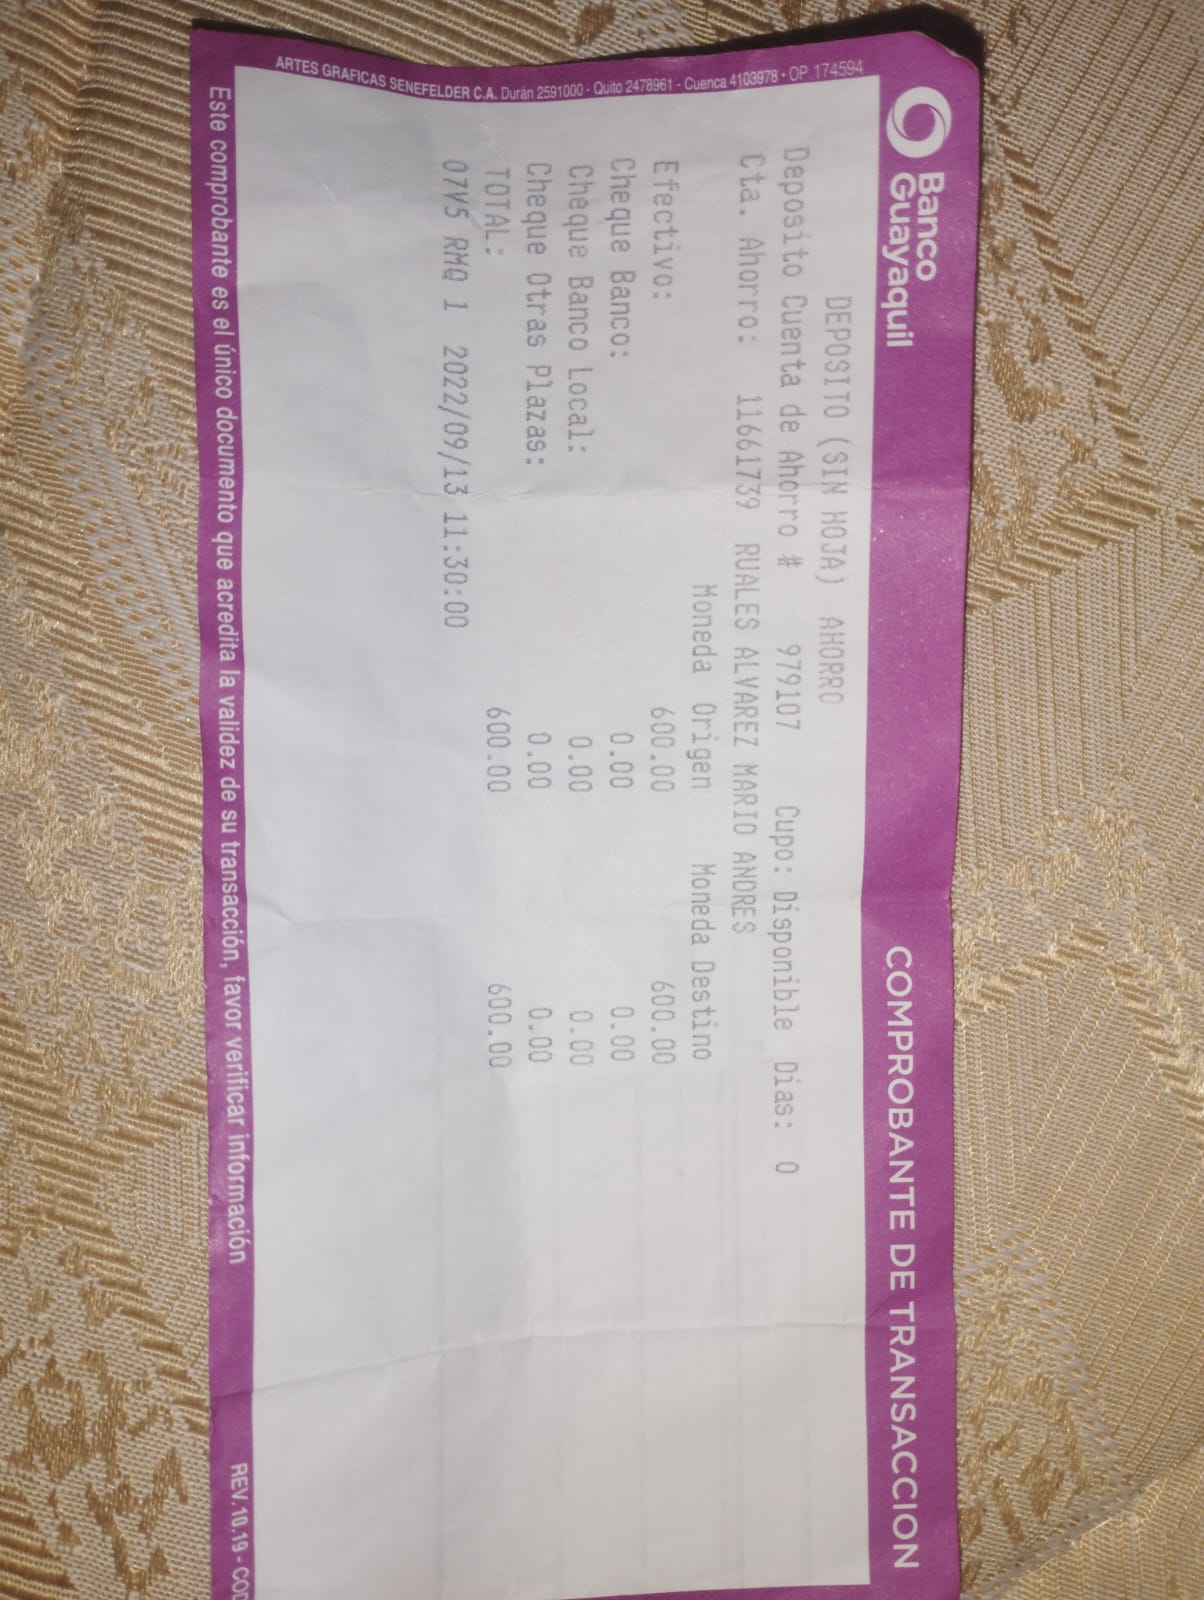 Banco
Guayaquil
COMPROBANTE DE TRANSACCION
DEPOSITO (SIN HOJA) AHORRO
Deposito Cuenta de Ahorro # 979107 Cupo: Disponible Dias: 0
Cta. Ahorro: 11661739 RUALES ALVAREZ MARIO ANDRES
Moneda Origen Moneda Destino
Efectivo: 600.00 600.00
Cheque Banco: 0.00 0.00
Cheque Banco Local: 0.00 0.00
Cheque Otras Plazas: 0.00 0.00
TOTAL: 600.00 600.00
07V5 RMQ 1 2022/09/13 11:30:00
Este comprobante es el único documento que acredita la validez de su transacción, favor verificar información
REV.10.19 - COD
ARTES GRAFICAS SENEFELDER C.A. Durán 2591000 - Quito 2478961 - Cuenca 4103978 • OP 174594